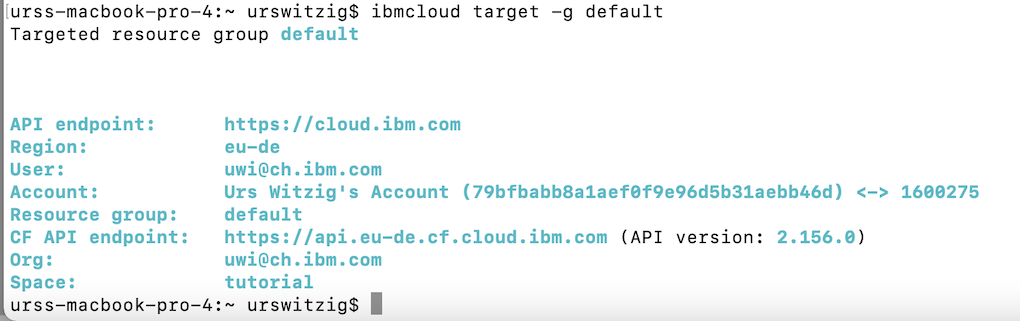 urss-macbook-pro-4:~ urswitzig$ ibmcloud target -g default
Targeted resource group default
API endpoint: https://cloud.ibm.com
Region: eu-de
User: uwi@ch.ibm.com
Account: Urs Witzig's Account (79bfbabb8a1aef0f9e96d5b31aebb46d) <-> 1600275
Resource group: default
CF API endpoint: https://api.eu-de.cf.cloud.ibm.com (API version: 2.156.0)
Org: uwi@ch.ibm.com
Space: tutorial
urss-macbook-pro-4:~ urswitzig$